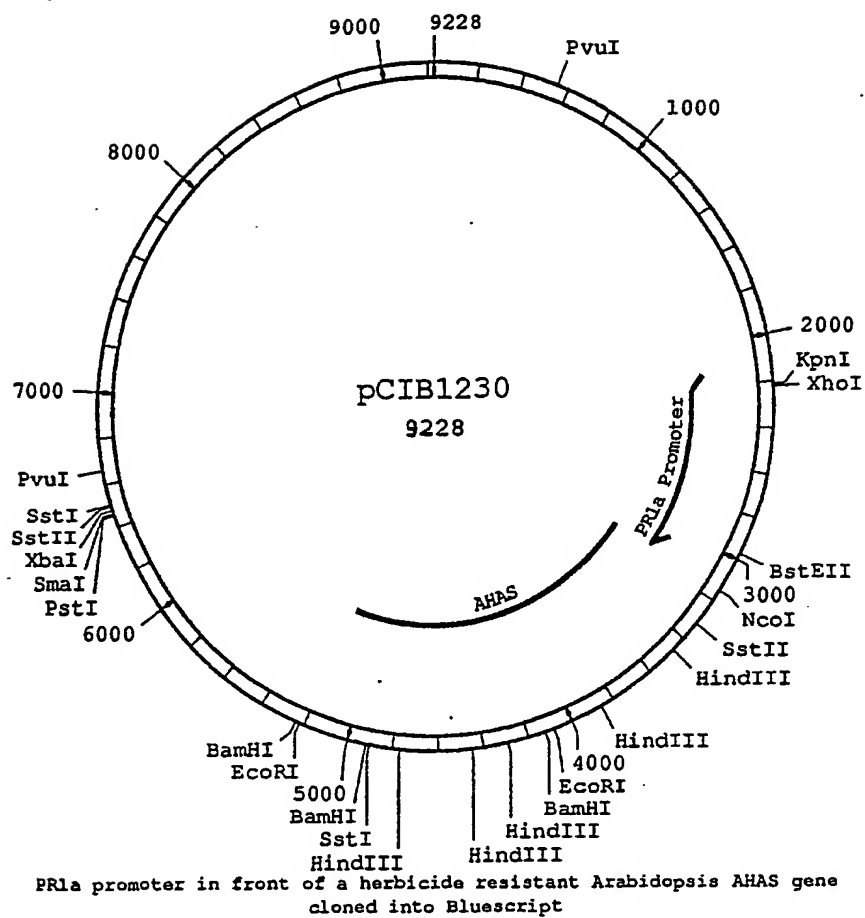 9000
9228
PvuI
1000
8000
2000
KpnI
XhoI
pCIB1230
9228
7000
PR1a Promoter
PvuI
SstI
SstII
XbaI
SmaI
PstI
BstEII
3000
NcoI
AHAS
6000
SstII
HindIII
HindIII
BamHI
EcoRI
4000
5000
EcoRI
BamHI
BamHI
SstI
HindIII
HindIII
HindIII
PR1a promoter in front of a herbicide resistant Arabidopsis AHAS gene
cloned into Bluescript